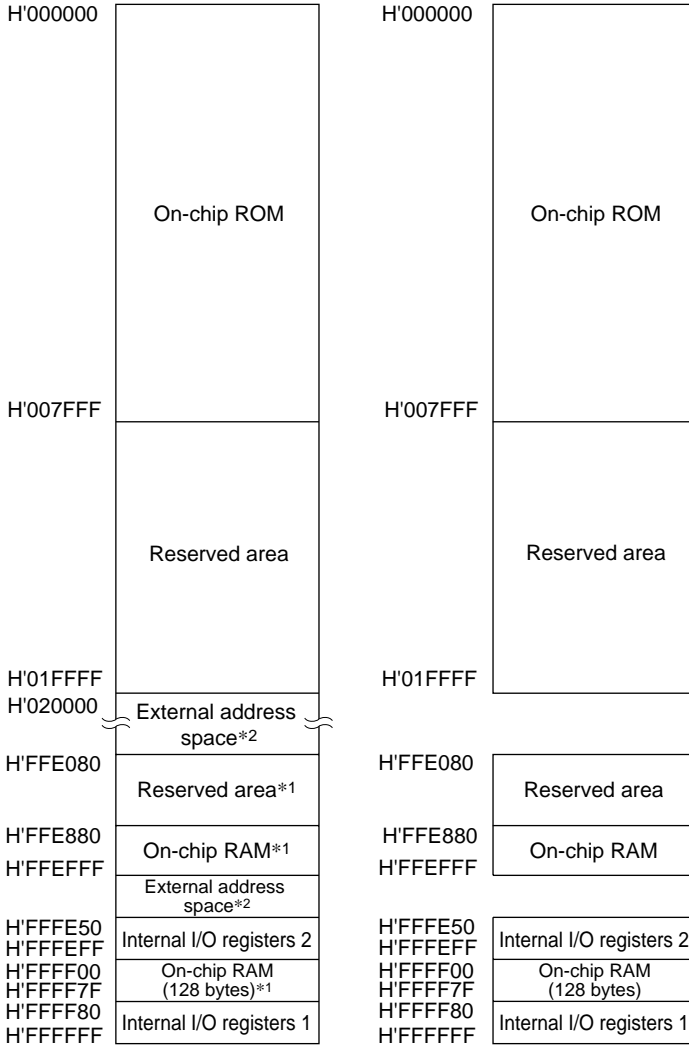 H'000000
On-chip ROM
H'007FFF
Reserved area
H'01FFFF
H'020000
External address
space*2
H'FFE080
Reserved area*1
H'FFE880
On-chip RAM*1
H'FFEFFF
External address
space*2
H'FFFE50
Internal I/O registers 2
H'FFFEFF
H'FFFF00
On-chip RAM
(128 bytes)*1
H'FFFF7F
H'FFFF80
Internal I/O registers 1
H'FFFFFF
H'000000
On-chip ROM
H'007FFF
Reserved area
H'01FFFF
H'FFE080
Reserved area
H'FFE880
On-chip RAM
H'FFEFFF
H'FFFE50
Internal I/O registers 2
H'FFFEFF
H'FFFF00
On-chip RAM
(128 bytes)
H'FFFF7F
H'FFFF80
Internal I/O registers 1
H'FFFFFF